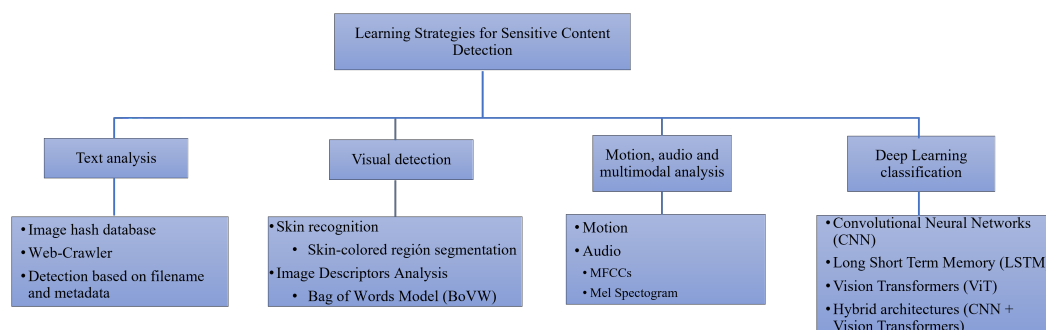 Learning Strategies for Sensitive Content
Detection
Text analysis
Visual detection
Motion, audio and
multimodal analysis
Deep Learning
classification
•Image hash database
•Web-Crawler
•Detection based on filename
and metadata
•Skin recognition
• Skin-colored región segmentation
•Image Descriptors Analysis
• Bag of Words Model (BoVW)
•Motion
•Audio
•MFCCs
•Mel Spectogram
•Convolutional Neural Networks
(CNN)
•Long Short Term Memory (LSTM
•Vision Transformers (ViT)
•Hybrid architectures (CNN +
Vision Transformers)